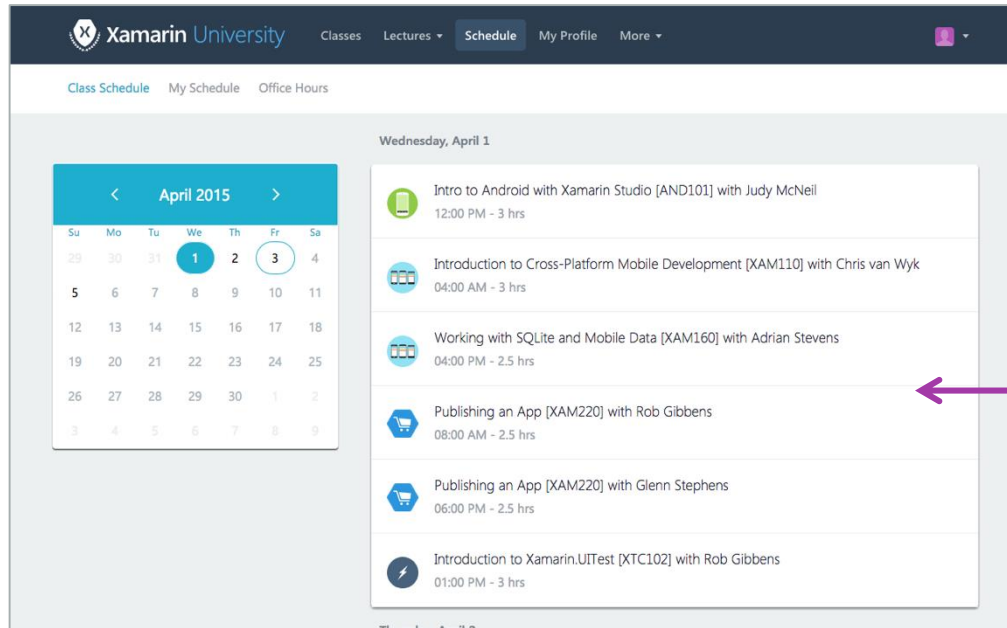 Xamarin University
Classes Lectures Schedule My Profile More
Class Schedule My Schedule Office Hours
Wednesday, April 1
April 2015
Su Mo Tu We Th Fr Sa
29 30 31 1 2 3 4
5 6 7 8 9 10 11
12 13 14 15 16 17 18
19 20 21 22 23 24 25
26 27 28 29 30 1 2
3 4 5 6 7 8 9
Intro to Android with Xamarin Studio [AND101] with Judy McNeil
12:00 PM - 3 hrs
Introduction to Cross-Platform Mobile Development [XAM110] with Chris van Wyk
04:00 AM - 3 hrs
Working with SQLite and Mobile Data [XAM160] with Adrian Stevens
04:00 PM - 2.5 hrs
Publishing an App [XAM220] with Rob Gibbens
08:00 AM - 2.5 hrs
Publishing an App [XAM220] with Glenn Stephens
06:00 PM - 2.5 hrs
Introduction to Xamarin.UITest [XTC102] with Rob Gibbens
01:00 PM - 3 hrs